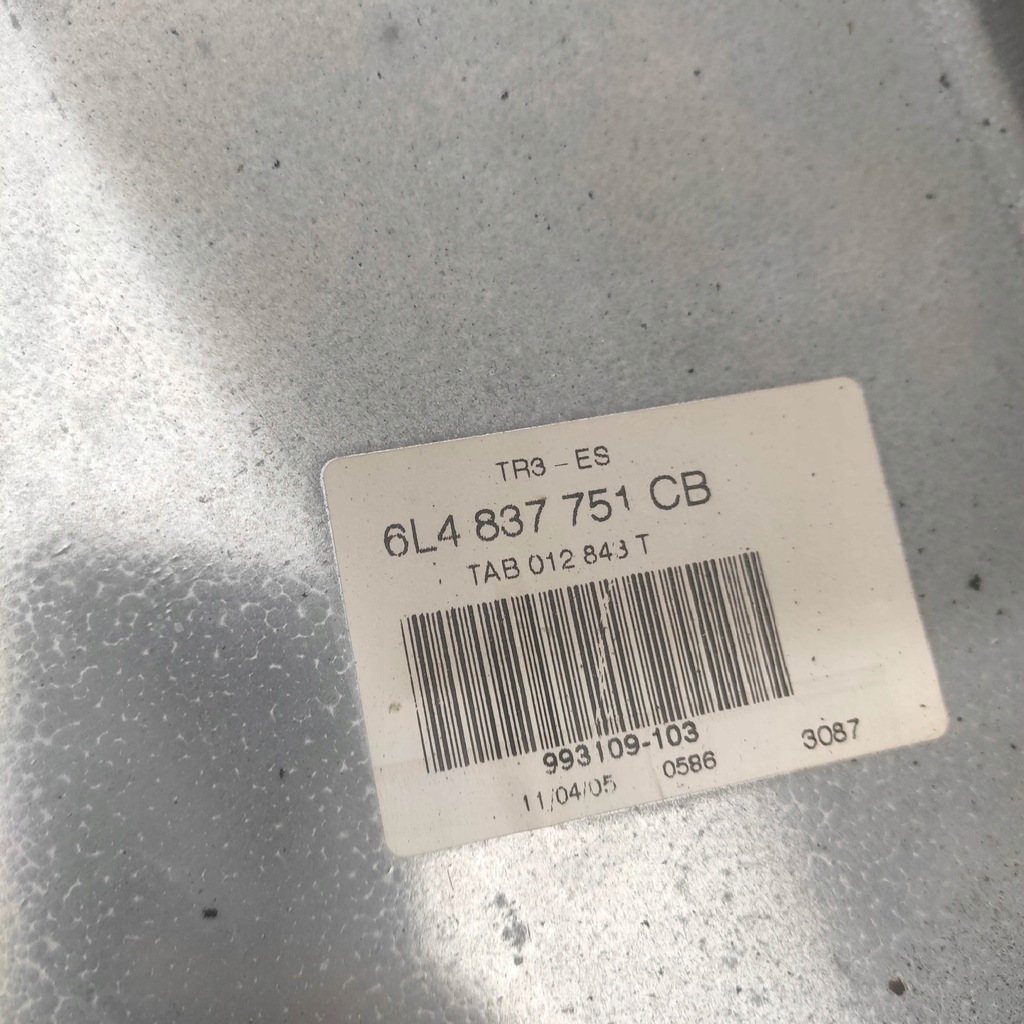 TR3 - ES
6L4 837 751 CB
TAB 012 843 T
993109-103
11/04/05 0586 3087